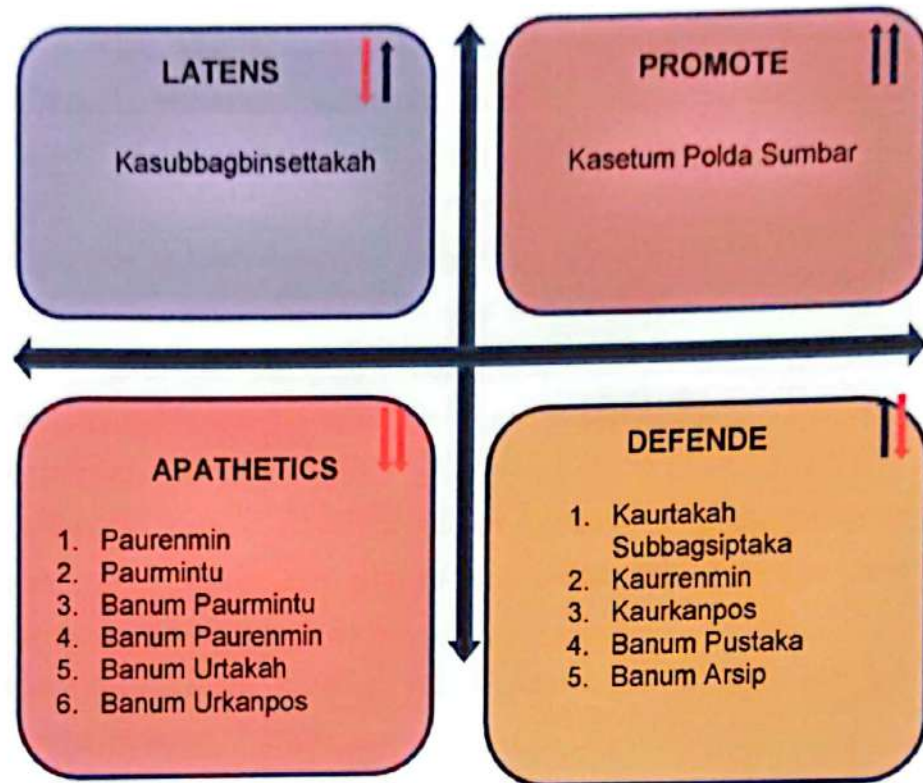 LATENS
Kasubbagbinsettakah
PROMOTE
Kasetum Polda Sumbar
APATHETICS
1. Paurenmin
2. Paurmintu
3. Banum Paurmintu
4. Banum Paurenmin
5. Banum Urtakah
6. Banum Urkanpos
DEFENDE
1. Kaurtakah
Subbagsiptaka
2. Kaurrenmin
3. Kaurkanpos
4. Banum Pustaka
5. Banum Arsip